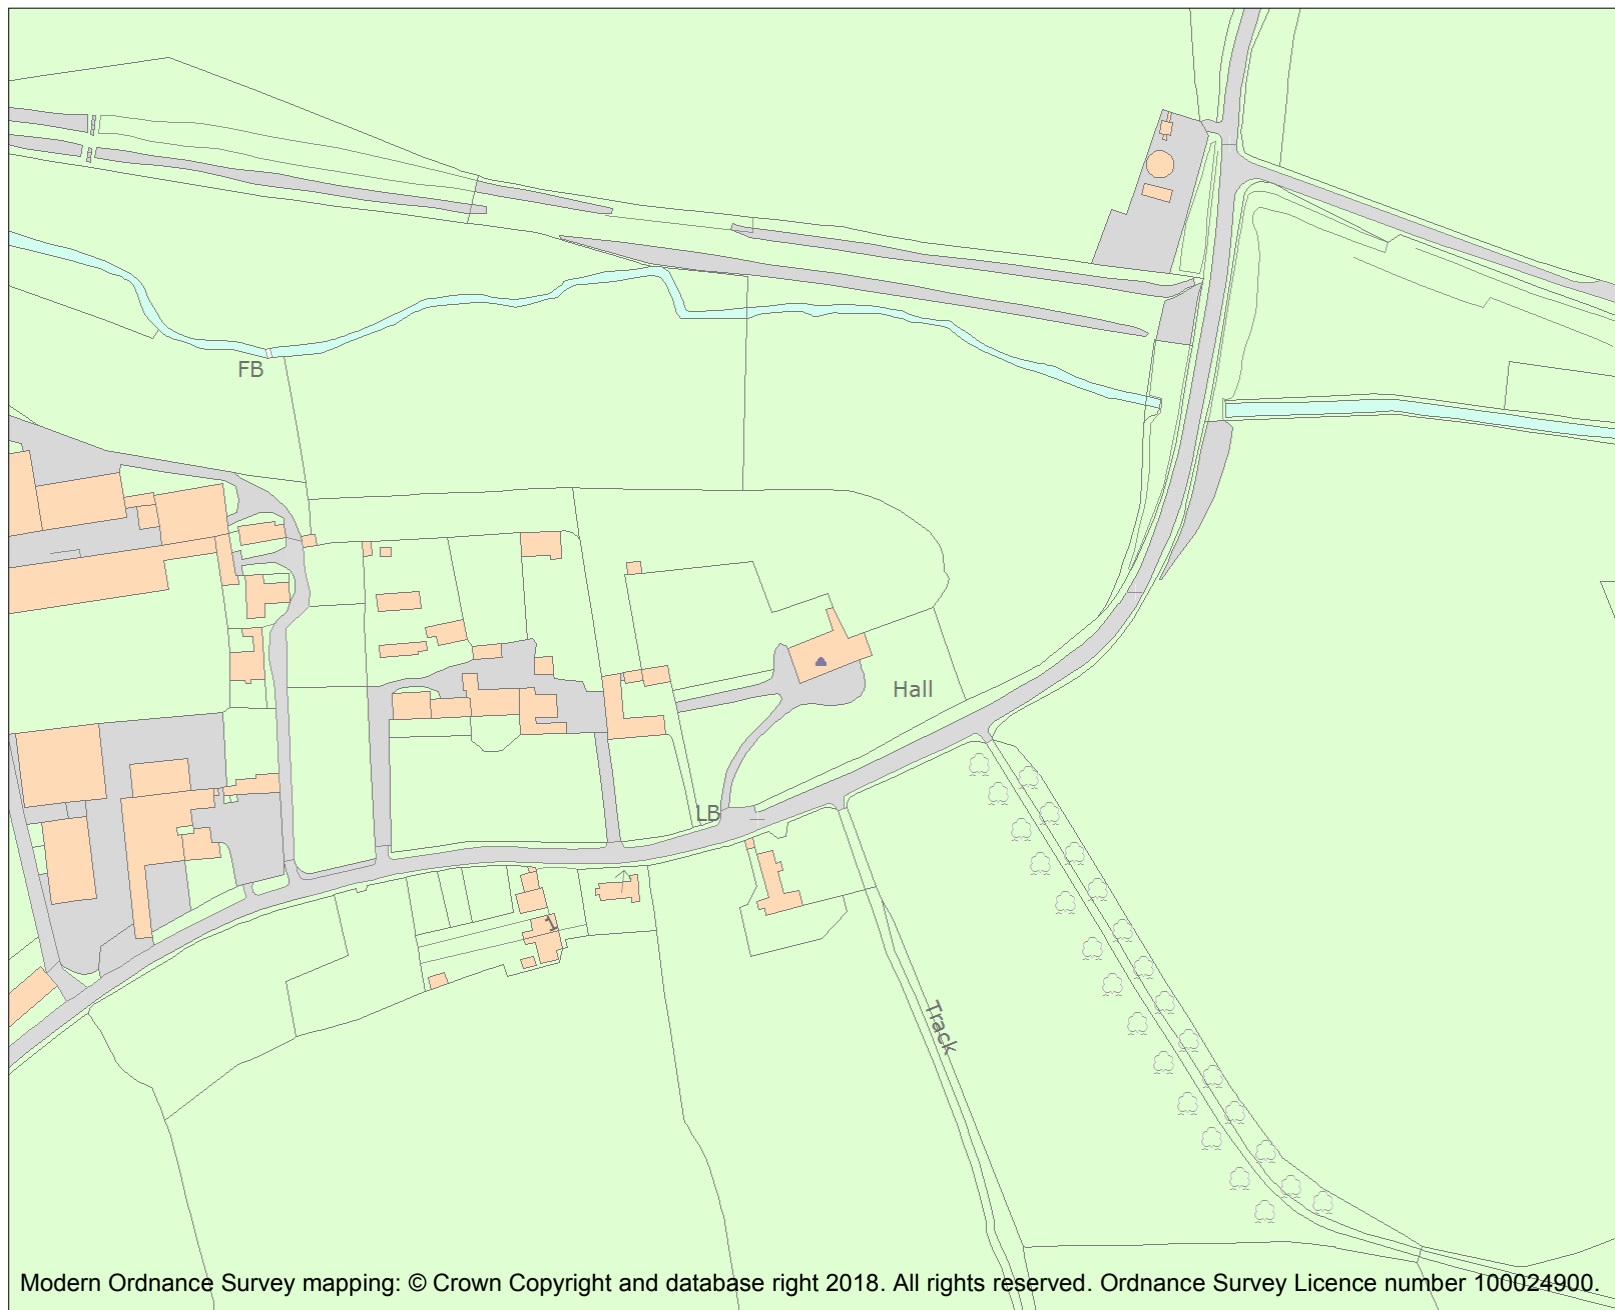 FB
Hall
LB
1
Track
Modern Ordnance Survey mapping: © Crown Copyright and database right 2018. All rights reserved. Ordnance Survey Licence number 100024900.